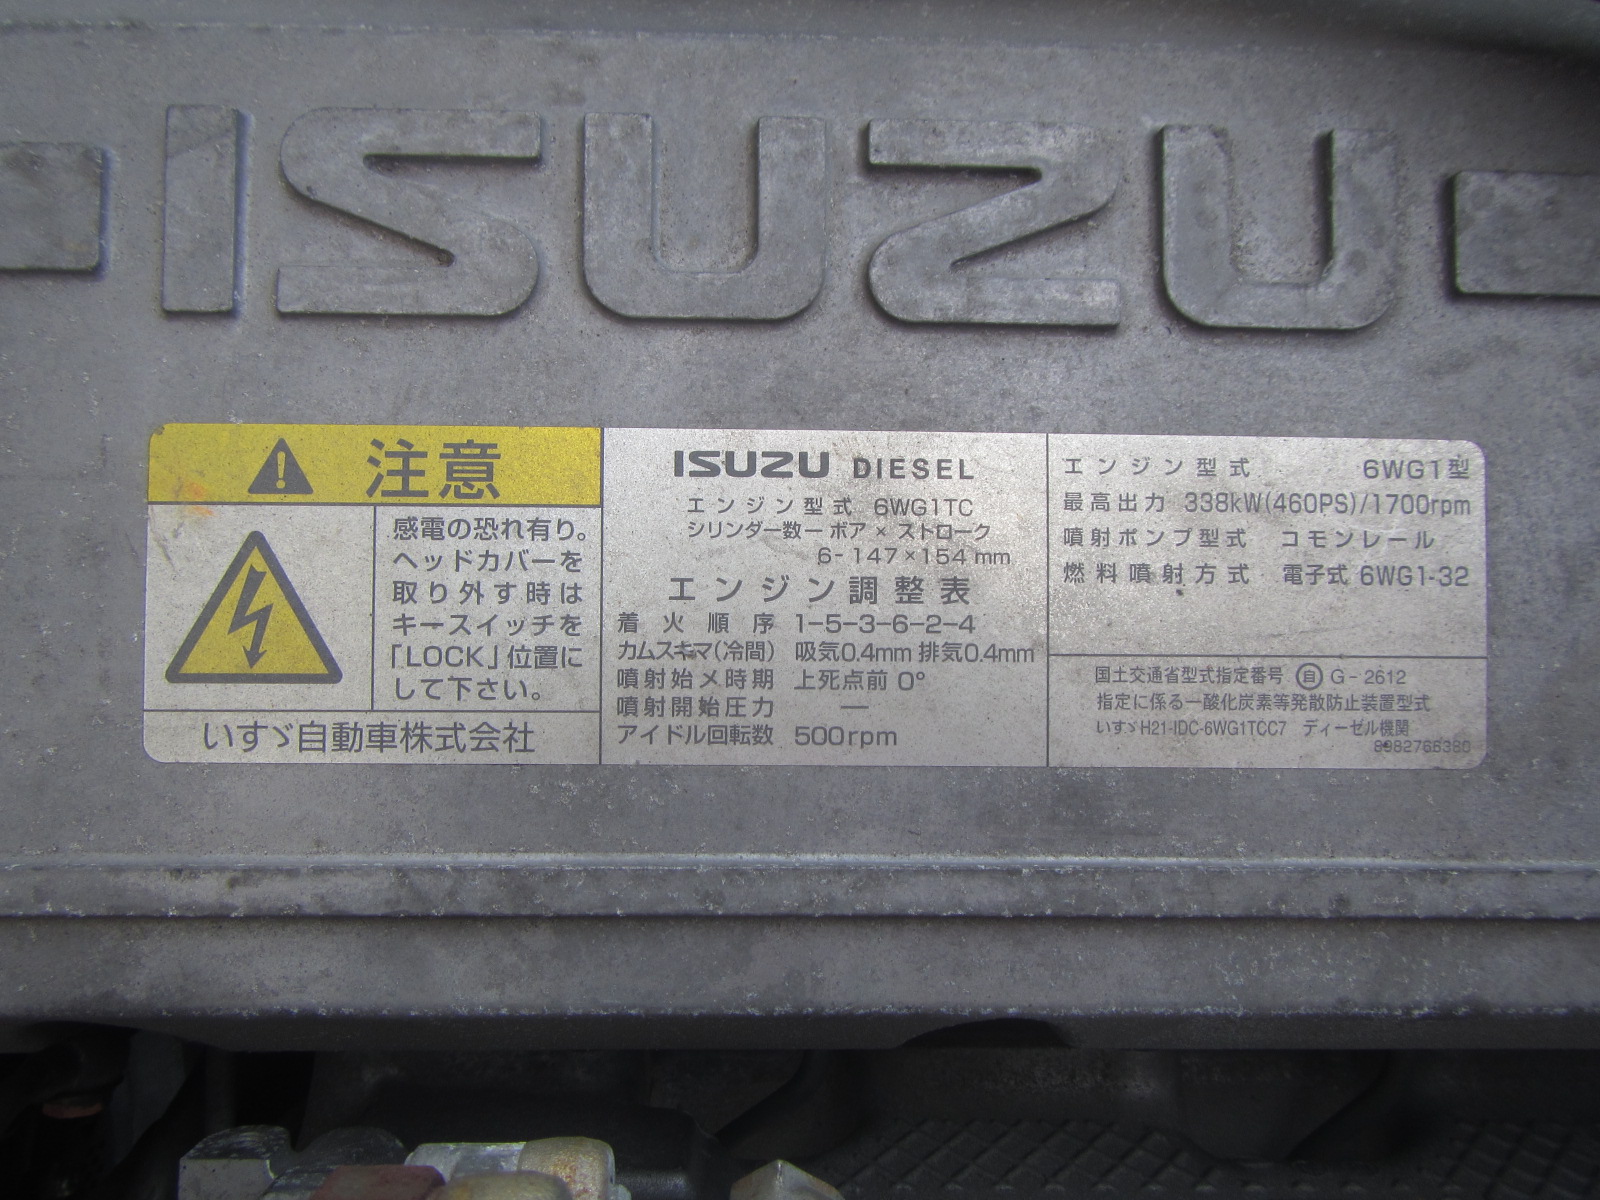 ISUZU
注意
感電の恐れ有り。
ヘッドカバーを
取り外す時は
キースイッチを
「LOCK」位置に
して下さい。
いすゞ自動車株式会社
ISUZU DIESEL
エンジン型式 6WG1TC
シリンダー数ー ボア × ストローク
6- 147×154 mm
エンジン調整表
着火順序 1-5-3-6-2-4
カムスキマ(冷間) 吸気0.4mm 排気0.4mm
噴射始メ時期 上死点前 0°
噴射開始圧力 —
アイドル回転数 500rpm
エンジン型式 6WG1型
最高出力 338kW(460PS)/1700rpm
噴射ポンプ型式 コモンレール
燃料噴射方式 電子式 6WG1-32
国土交通省型式指定番号 自 G-2612
指定に係る一酸化炭素等発散防止装置型式
いすゞH21-IDC-6WG1TCC7 ディーゼル機関
8982766380